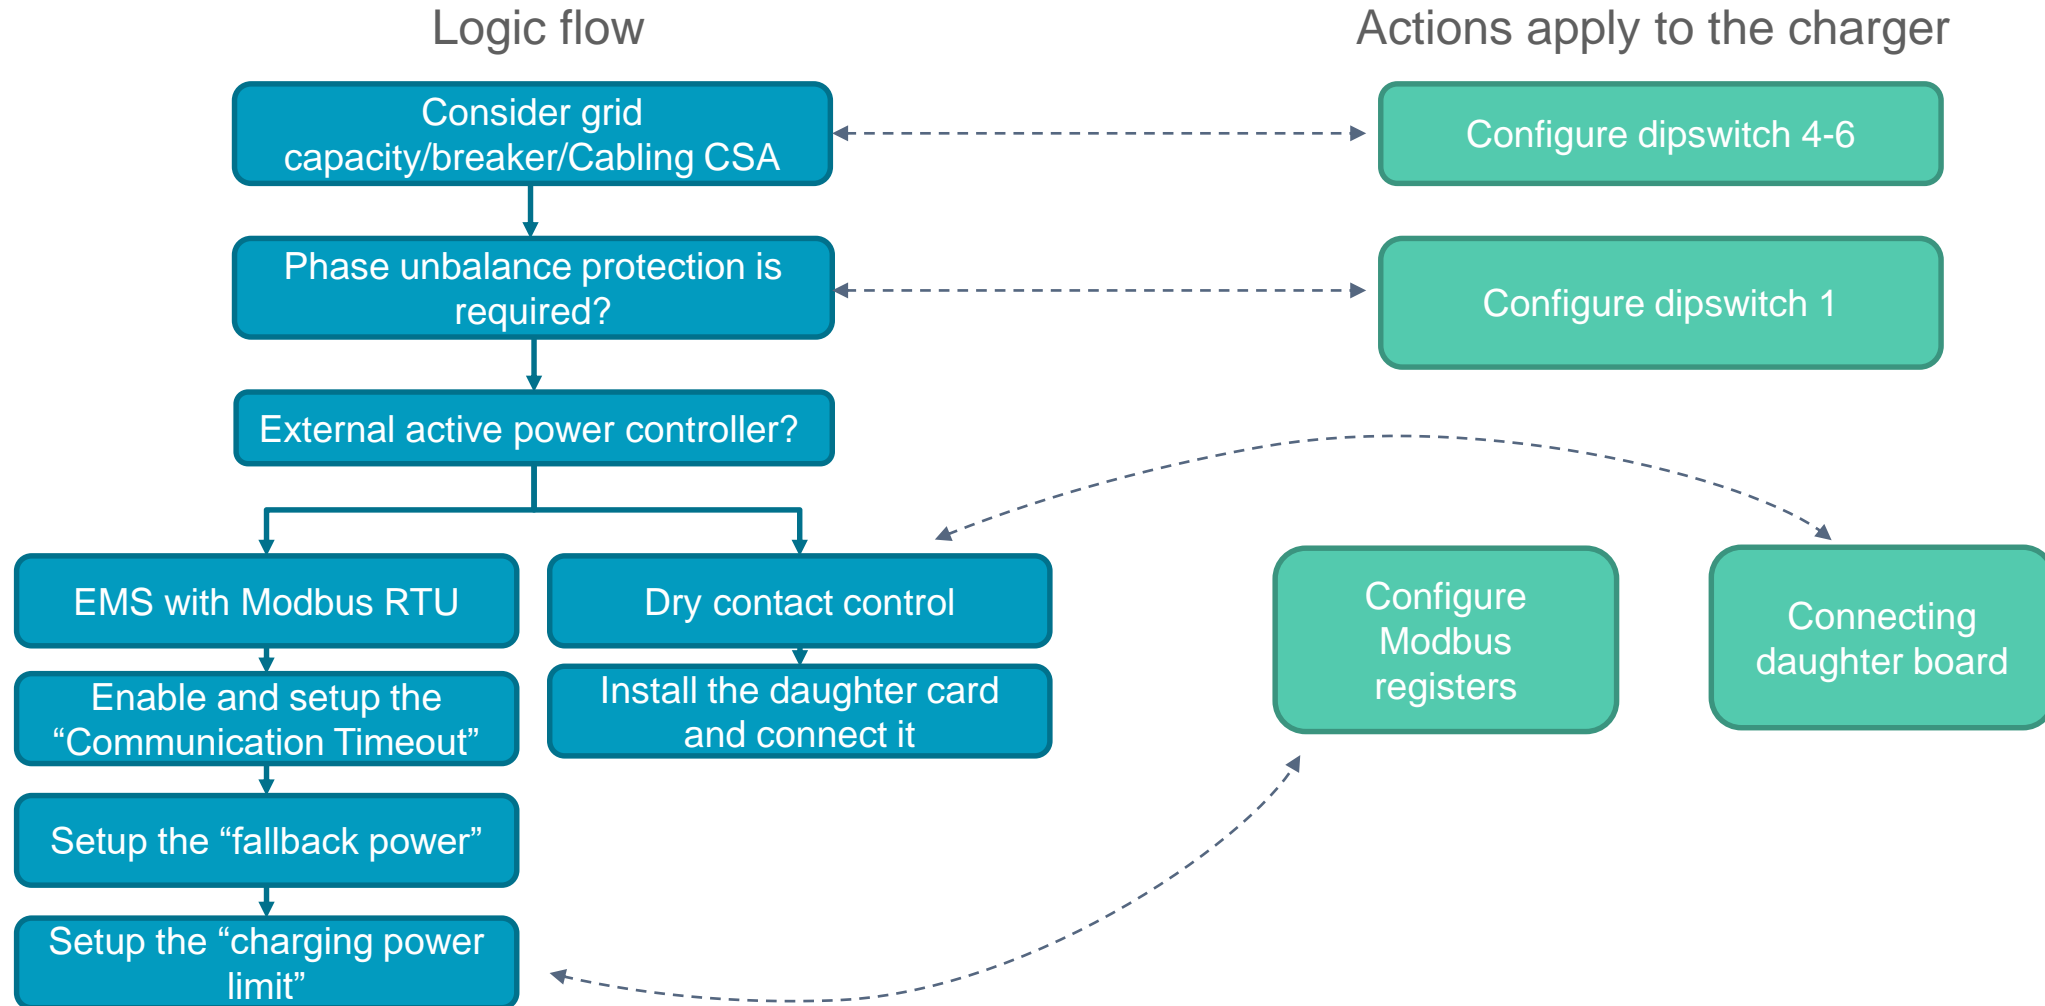 Logic flow
Actions apply to the charger
Consider grid
capacity/breaker/Cabling CSA
Configure dipswitch 4-6
Phase unbalance protection is
required?
Configure dipswitch 1
External active power controller?
EMS with Modbus RTU
Dry contact control
Configure
Modbus
registers
Connecting
daughter board
Enable and setup the
“Communication Timeout”
Install the daughter card
and connect it
Setup the “fallback power”
Setup the “charging power
limit”